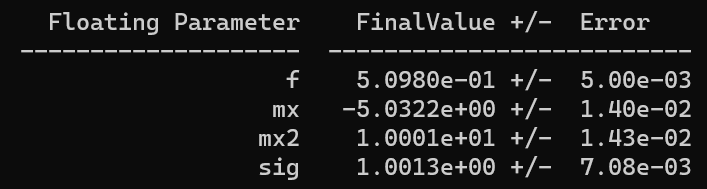 Floating Parameter    FinalValue +/-  Error
--------------------  --------------------------
                   f    5.0980e-01 +/-  5.00e-03
                  mx   -5.0322e+00 +/-  1.40e-02
                 mx2    1.0001e+01 +/-  1.43e-02
                 sig    1.0013e+00 +/-  7.08e-03